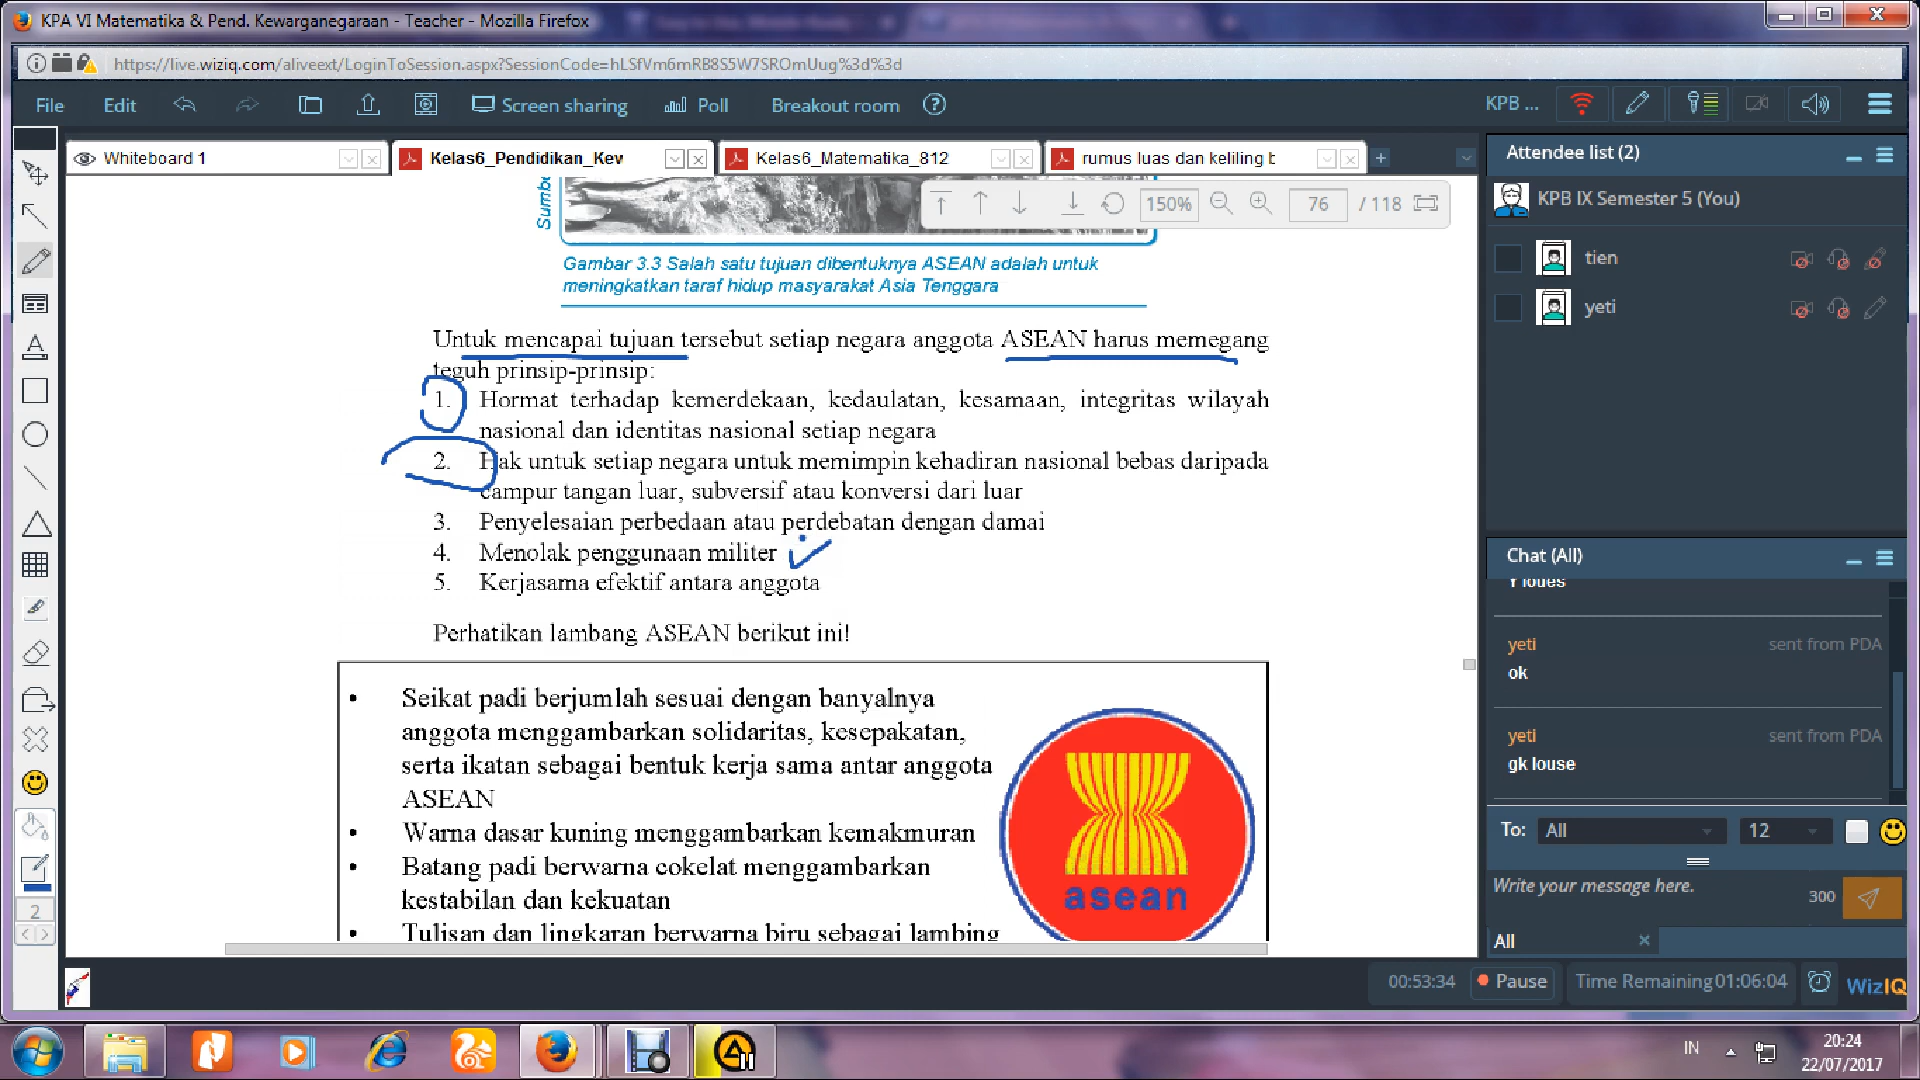 KPA VI Matematika & Pend. Kewarganegaraan - Teacher - Mozilla Firefox
https://live.wiziq.com/aliveext/LoginToSession.aspx?SessionCode=hLSfVm6mRB8S5W7SROmUug%3d%3d
File Edit Screen sharing Poll Breakout room KPB ...
Whiteboard 1
Kelas6_Pendidikan_Kev
Kelas6_Matematika_812
rumus luas dan keliling b
150% 76 / 118
Sumbe
Gambar 3.3 Salah satu tujuan dibentuknya ASEAN adalah untuk
meningkatkan taraf hidup masyarakat Asia Tenggara
Untuk mencapai tujuan tersebut setiap negara anggota ASEAN harus memegang
teguh prinsip-prinsip:
1. Hormat terhadap kemerdekaan, kedaulatan, kesamaan, integritas wilayah
nasional dan identitas nasional setiap negara
2. Hak untuk setiap negara untuk memimpin kehadiran nasional bebas daripada
campur tangan luar, subversif atau konversi dari luar
3. Penyelesaian perbedaan atau perdebatan dengan damai
4. Menolak penggunaan militer
5. Kerjasama efektif antara anggota
Perhatikan lambang ASEAN berikut ini!
• Seikat padi berjumlah sesuai dengan banyalnya
anggota menggambarkan solidaritas, kesepakatan,
serta ikatan sebagai bentuk kerja sama antar anggota
ASEAN
• Warna dasar kuning menggambarkan kemakmuran
• Batang padi berwarna cokelat menggambarkan
kestabilan dan kekuatan
• Tulisan dan lingkaran berwarna biru sebagai lambing
asean
2
Attendee list (2)
KPB IX Semester 5 (You)
tien
yeti
Chat (All)
Y loues
yeti sent from PDA
ok
yeti sent from PDA
gk louse
To: All 12
Write your message here. 300
All
00:53:34 Pause Time Remaining 01:06:04 WizIQ
IN
20:24
22/07/2017